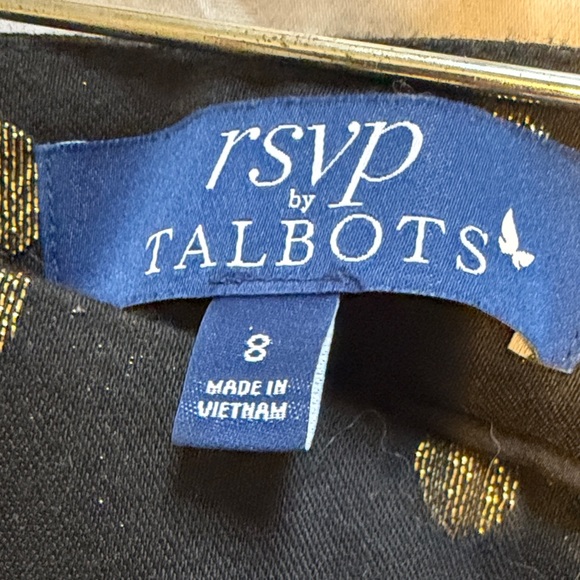 rsvp
by
TALBOTS
8
MADE IN
VIETNAM